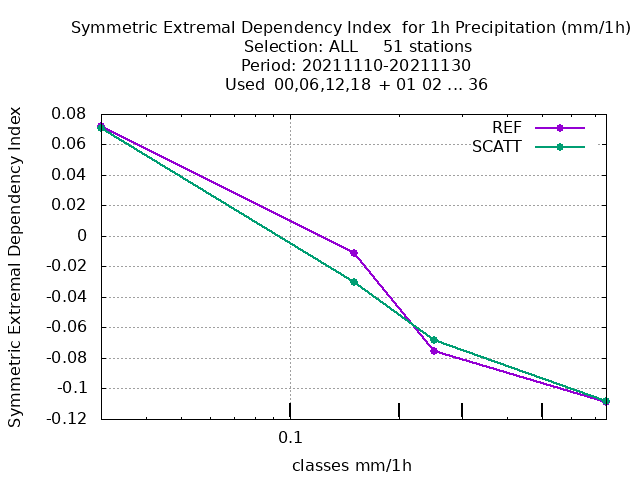 Symmetric Extremal Dependency Index  for 1h Precipitation (mm/1h)
Selection: ALL     51 stations
Period: 20211110-20211130
Used  00,06,12,18  + 01 02 ... 36
Symmetric Extremal Dependency Index
0.08
0.06
0.04
0.02
0
-0.02
-0.04
-0.06
-0.08
-0.1
-0.12
REF
SCATT
0.1
classes mm/1h